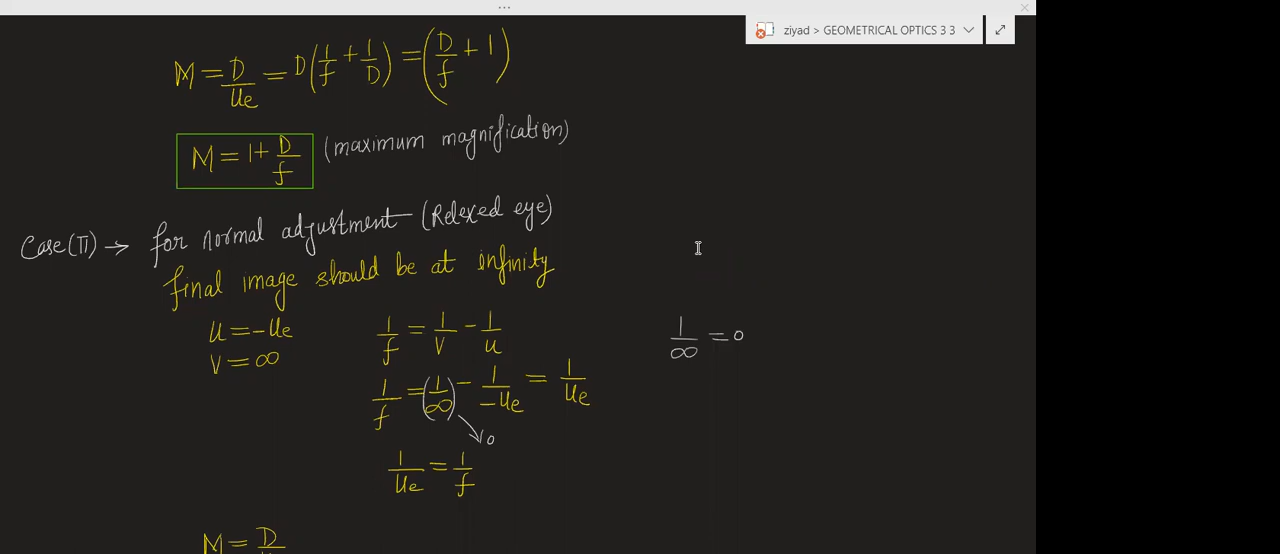 ziyad > GEOMETRICAL OPTICS 3 3
M = D/Ue = D(1/f + 1/D) = (D/f + 1)
M = 1 + D/f (maximum magnification)
Case (II) → for normal adjustment (Relexed eye)
final image should be at infinity
u = -Ue 1/f = 1/V - 1/u
V = ∞ 1/∞ = 0
1/f = (1/∞) - 1/-Ue = 1/Ue
0
1/Ue = 1/f
M = D/